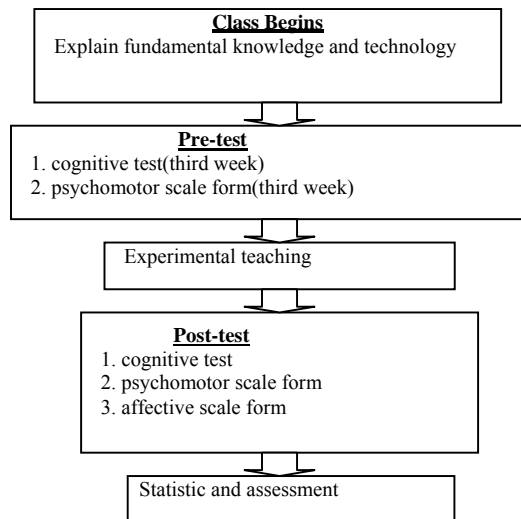 Class Begins
Explain fundamental knowledge and technology
Pre-test
1. cognitive test(third week)
2. psychomotor scale form(third week)
Experimental teaching
Post-test
1. cognitive test
2. psychomotor scale form
3. affective scale form
Statistic and assessment